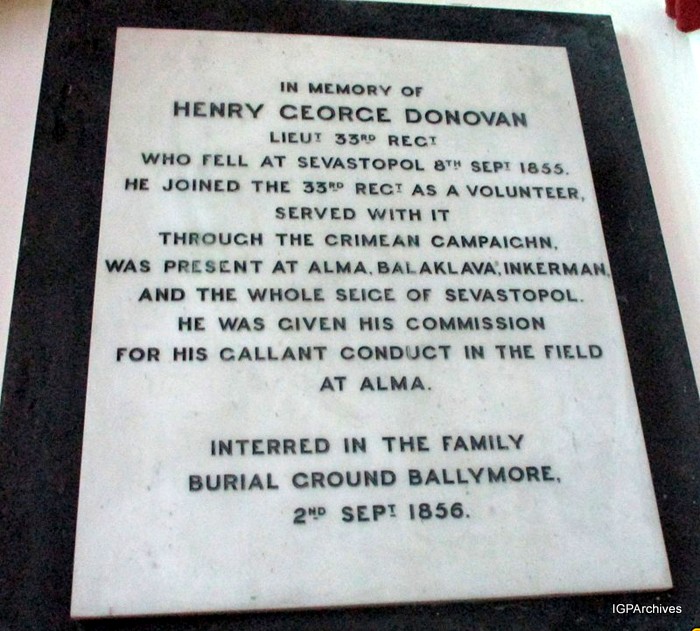 IN MEMORY OF
HENRY GEORGE DONOVAN
LIEUT 33RD REGT
WHO FELL AT SEVASTOPOL 8TH SEPT 1855.
HE JOINED THE 33RD REGT AS A VOLUNTEER,
SERVED WITH IT
THROUGH THE CRIMEAN CAMPAIGHN,
WAS PRESENT AT ALMA, BALAKLAVA, INKERMAN,
AND THE WHOLE SEIGE OF SEVASTOPOL.
HE WAS GIVEN HIS COMMISSION
FOR HIS GALLANT CONDUCT IN THE FIELD
AT ALMA.
INTERRED IN THE FAMILY
BURIAL GROUND BALLYMORE,
2ND SEPT 1856.
IGPArchives